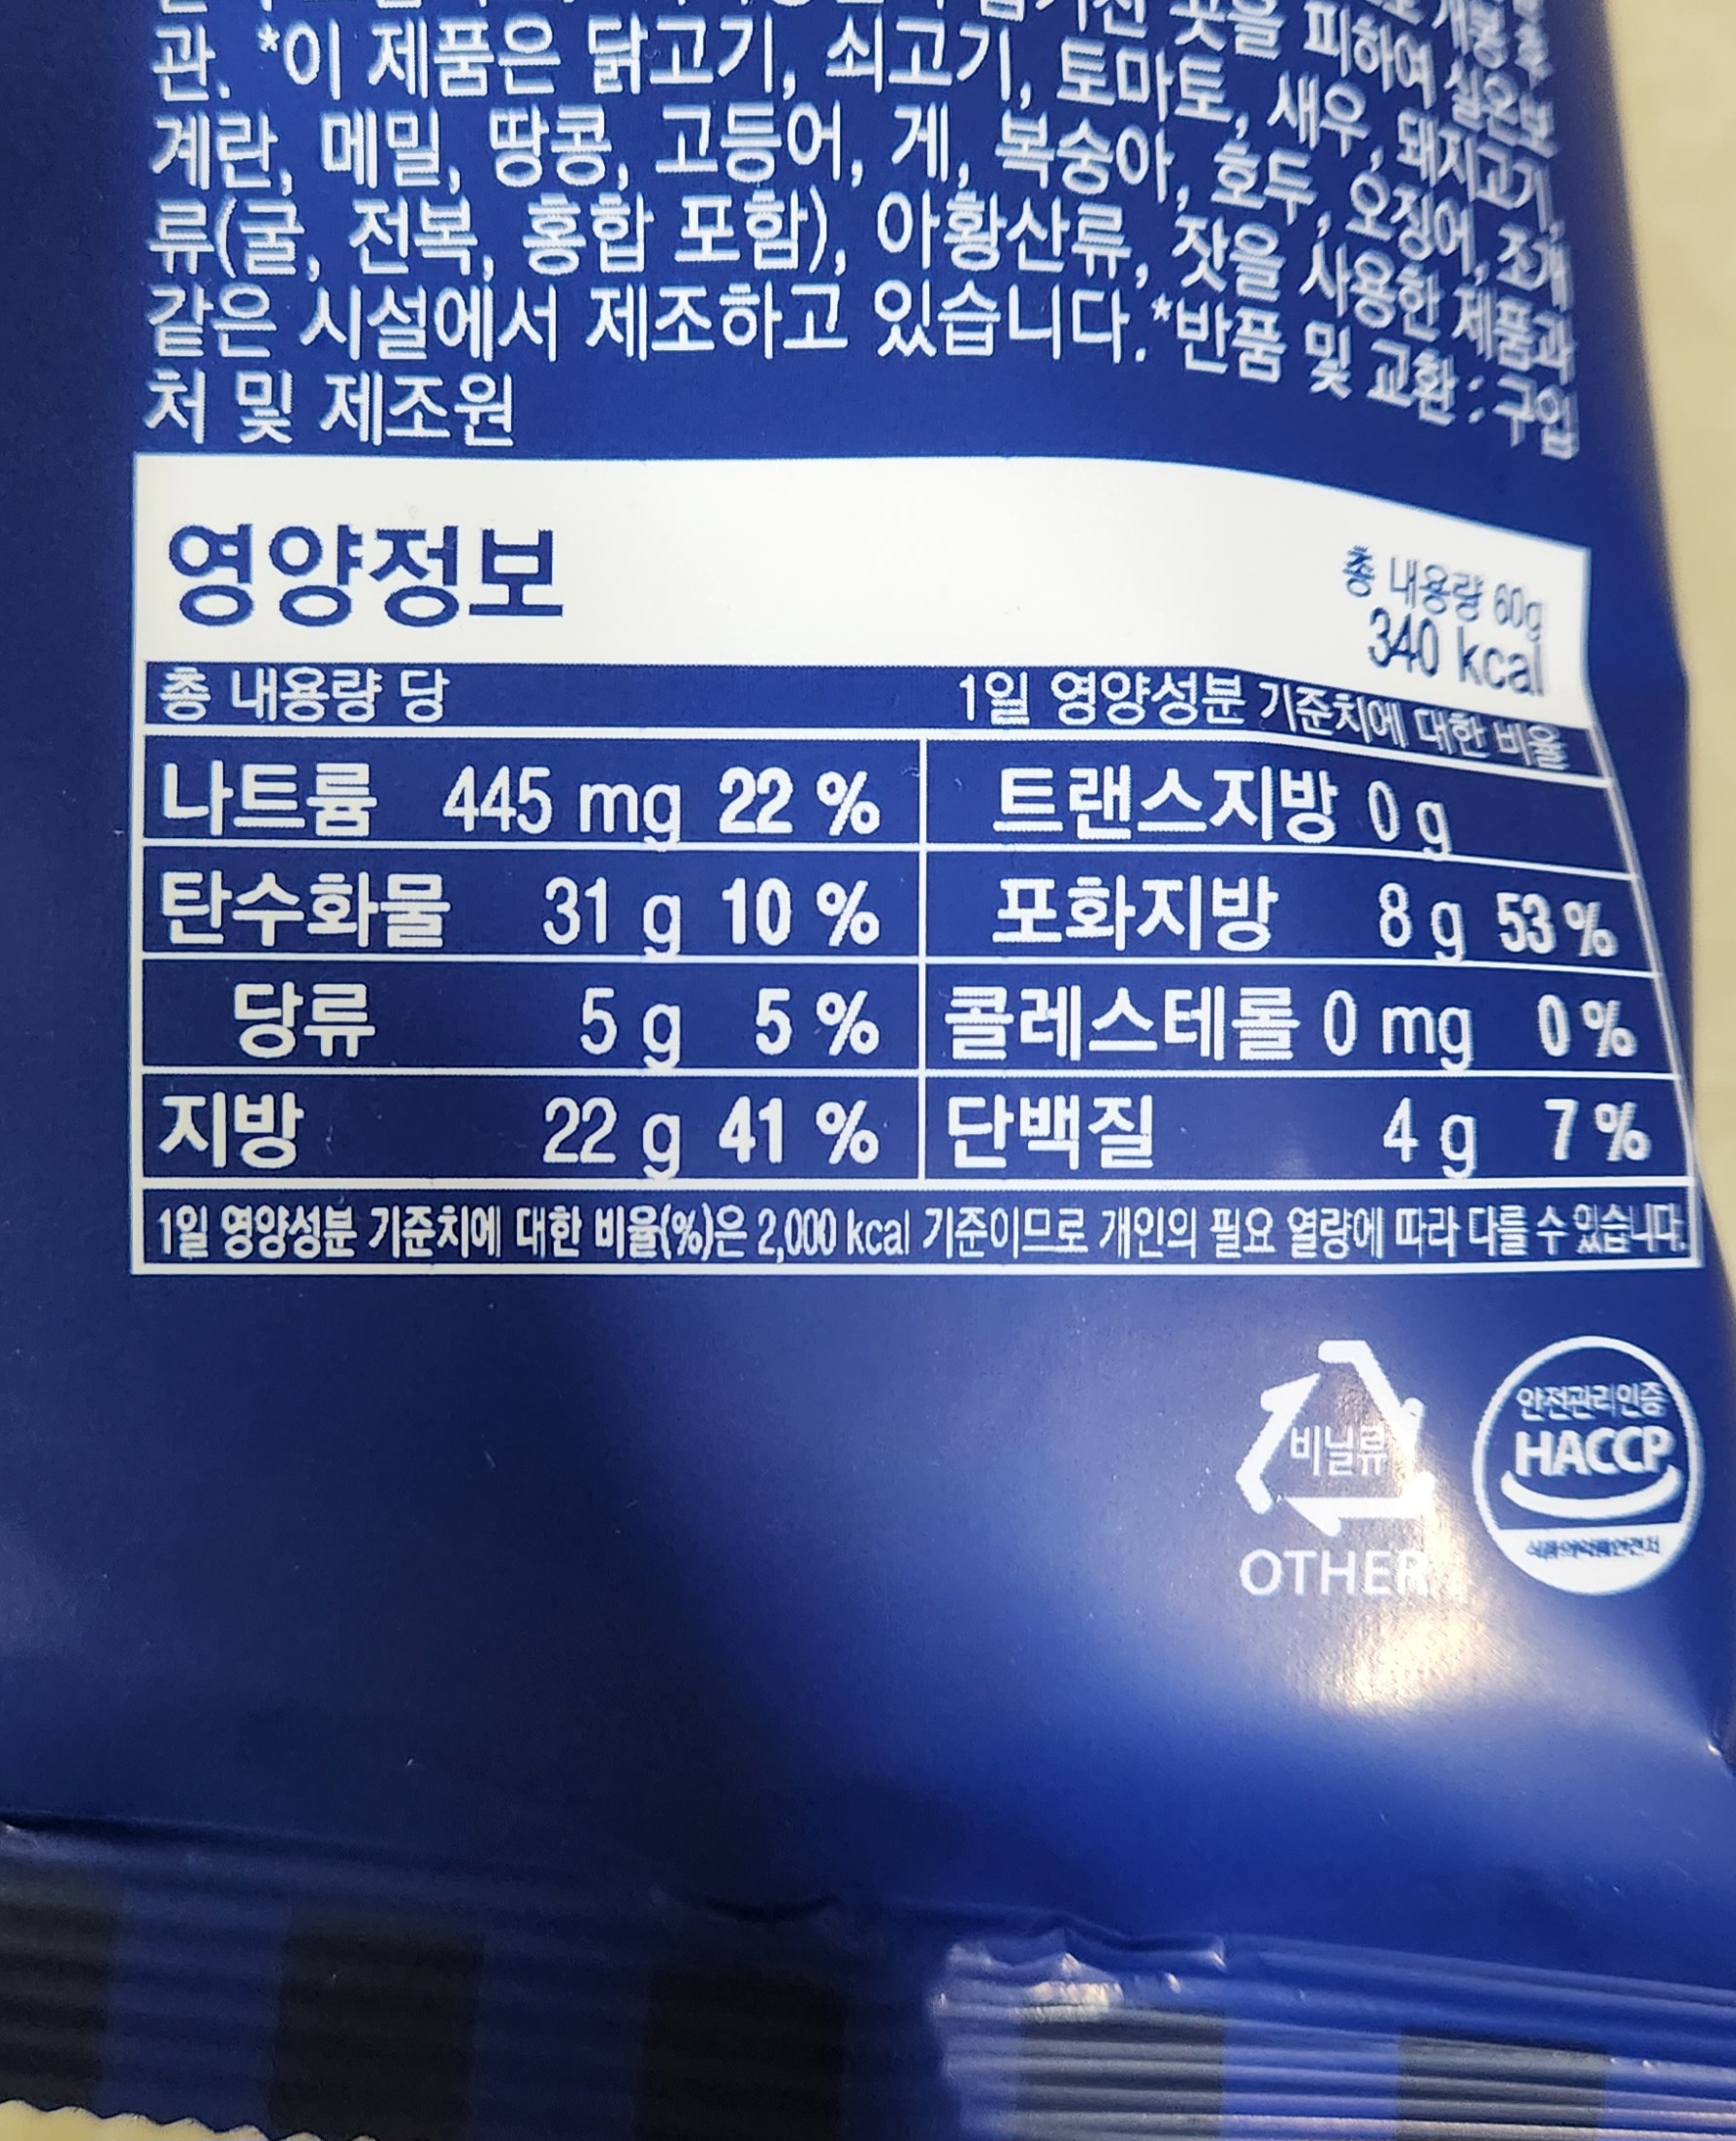 관. *이 제품은 닭고기, 쇠고기, 토마토, 새우, 돼지고기,
계란, 메밀, 땅콩, 고등어, 게, 복숭아, 호두, 오징어, 조개
류(굴, 전복, 홍합 포함), 아황산류, 잣을 사용한 제품과
같은 시설에서 제조하고 있습니다. *반품 및 교환 : 구입
처 및 제조원
영양정보
총 내용량 60g
340 kcal
총 내용량 당 1일 영양성분 기준치에 대한 비율
나트륨 445 mg 22 % 트랜스지방 0 g
탄수화물 31 g 10 % 포화지방 8 g 53 %
당류 5 g 5 % 콜레스테롤 0 mg 0 %
지방 22 g 41 % 단백질 4 g 7 %
1일 영양성분 기준치에 대한 비율(%)은 2,000 kcal 기준이므로 개인의 필요 열량에 따라 다를 수 있습니다.
비닐류
OTHER
안전관리인증
HACCP
식품의약품안전처